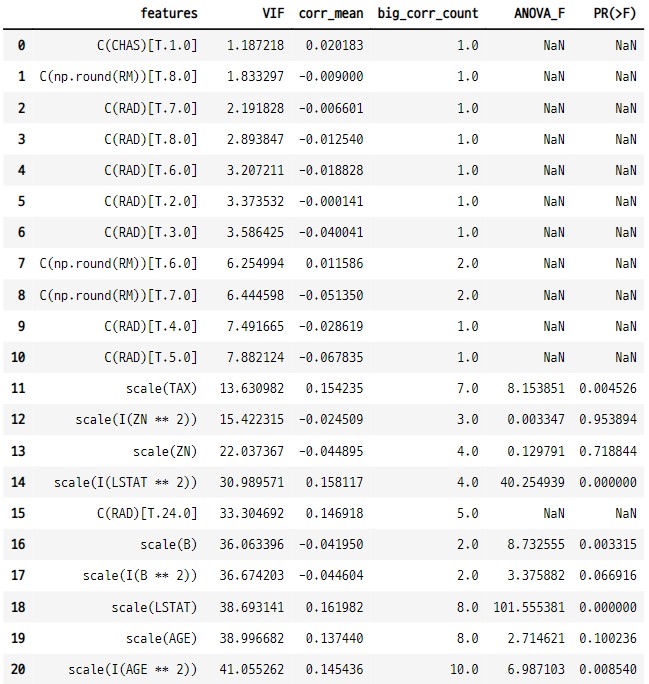 features VIF corr_mean big_corr_count ANOVA_F PR(>F)
0 C(CHAS)[T.1.0] 1.187218 0.020183 1.0 NaN NaN
1 C(np.round(RM))[T.8.0] 1.833297 -0.009000 1.0 NaN NaN
2 C(RAD)[T.7.0] 2.191828 -0.006601 1.0 NaN NaN
3 C(RAD)[T.8.0] 2.893847 -0.012540 1.0 NaN NaN
4 C(RAD)[T.6.0] 3.207211 -0.018828 1.0 NaN NaN
5 C(RAD)[T.2.0] 3.373532 -0.000141 1.0 NaN NaN
6 C(RAD)[T.3.0] 3.586425 -0.040041 1.0 NaN NaN
7 C(np.round(RM))[T.6.0] 6.254994 0.011586 2.0 NaN NaN
8 C(np.round(RM))[T.7.0] 6.444598 -0.051350 2.0 NaN NaN
9 C(RAD)[T.4.0] 7.491665 -0.028619 1.0 NaN NaN
10 C(RAD)[T.5.0] 7.882124 -0.067835 1.0 NaN NaN
11 scale(TAX) 13.630982 0.154235 7.0 8.153851 0.004526
12 scale(I(ZN ** 2)) 15.422315 -0.024509 3.0 0.003347 0.953894
13 scale(ZN) 22.037367 -0.044895 4.0 0.129791 0.718844
14 scale(I(LSTAT ** 2)) 30.989571 0.158117 4.0 40.254939 0.000000
15 C(RAD)[T.24.0] 33.304692 0.146918 5.0 NaN NaN
16 scale(B) 36.063396 -0.041950 2.0 8.732555 0.003315
17 scale(I(B ** 2)) 36.674203 -0.044604 2.0 3.375882 0.066916
18 scale(LSTAT) 38.693141 0.161982 8.0 101.555381 0.000000
19 scale(AGE) 38.996682 0.137440 8.0 2.714621 0.100236
20 scale(I(AGE ** 2)) 41.055262 0.145436 10.0 6.987103 0.008540